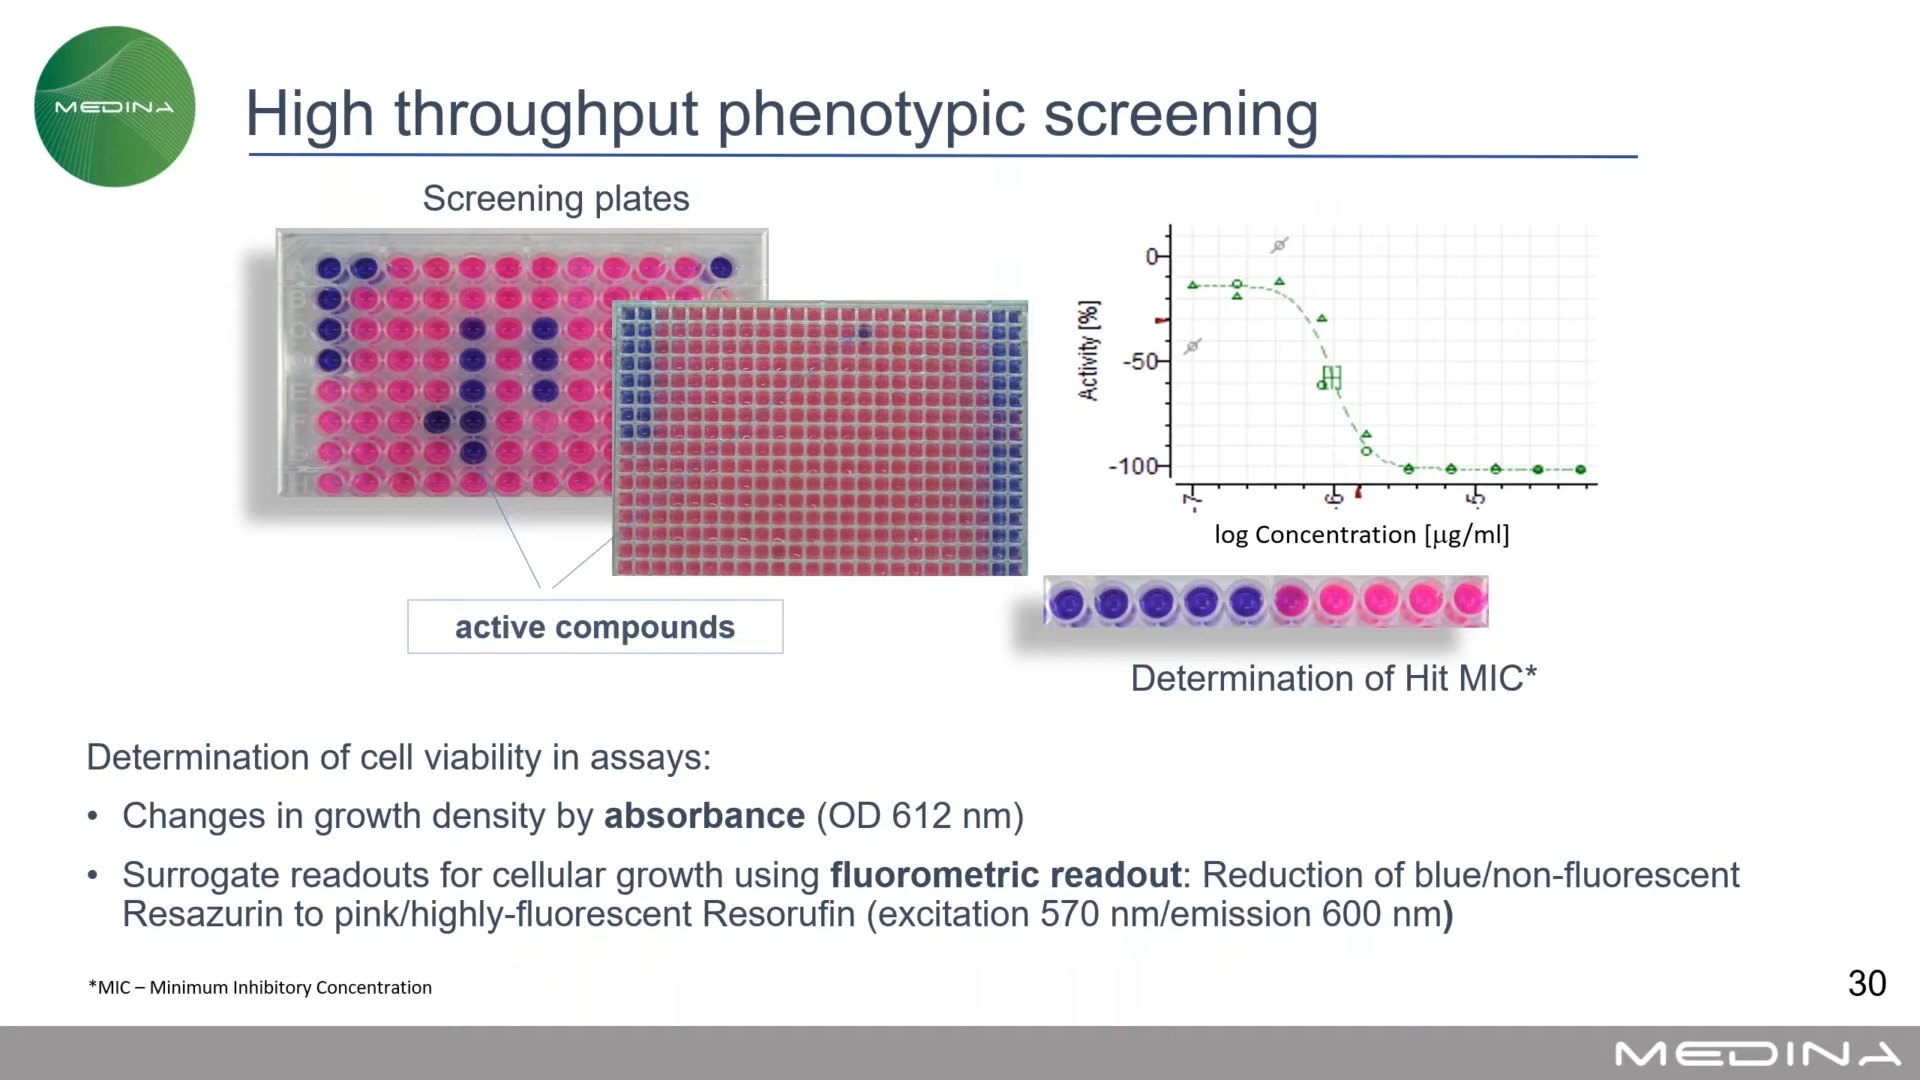 MEDINA
High throughput phenotypic screening
Screening plates
A
B
E
F
active compounds
0
-50
-100
Activity [%]
-7
-6
-5
log Concentration [µg/ml]
Determination of Hit MIC*
Determination of cell viability in assays:
• Changes in growth density by absorbance (OD 612 nm)
• Surrogate readouts for cellular growth using fluorometric readout: Reduction of blue/non-fluorescent
Resazurin to pink/highly-fluorescent Resorufin (excitation 570 nm/emission 600 nm)
*MIC – Minimum Inhibitory Concentration
30
MEDINA